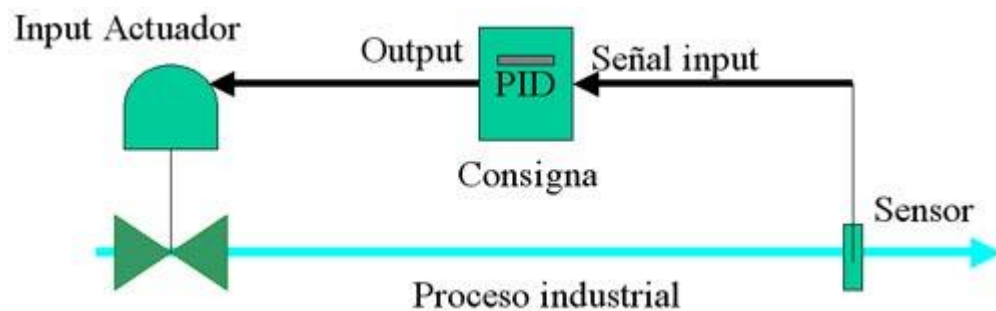 Input Actuador
Output
Señal input
PID
Consigna
Sensor
Proceso industrial